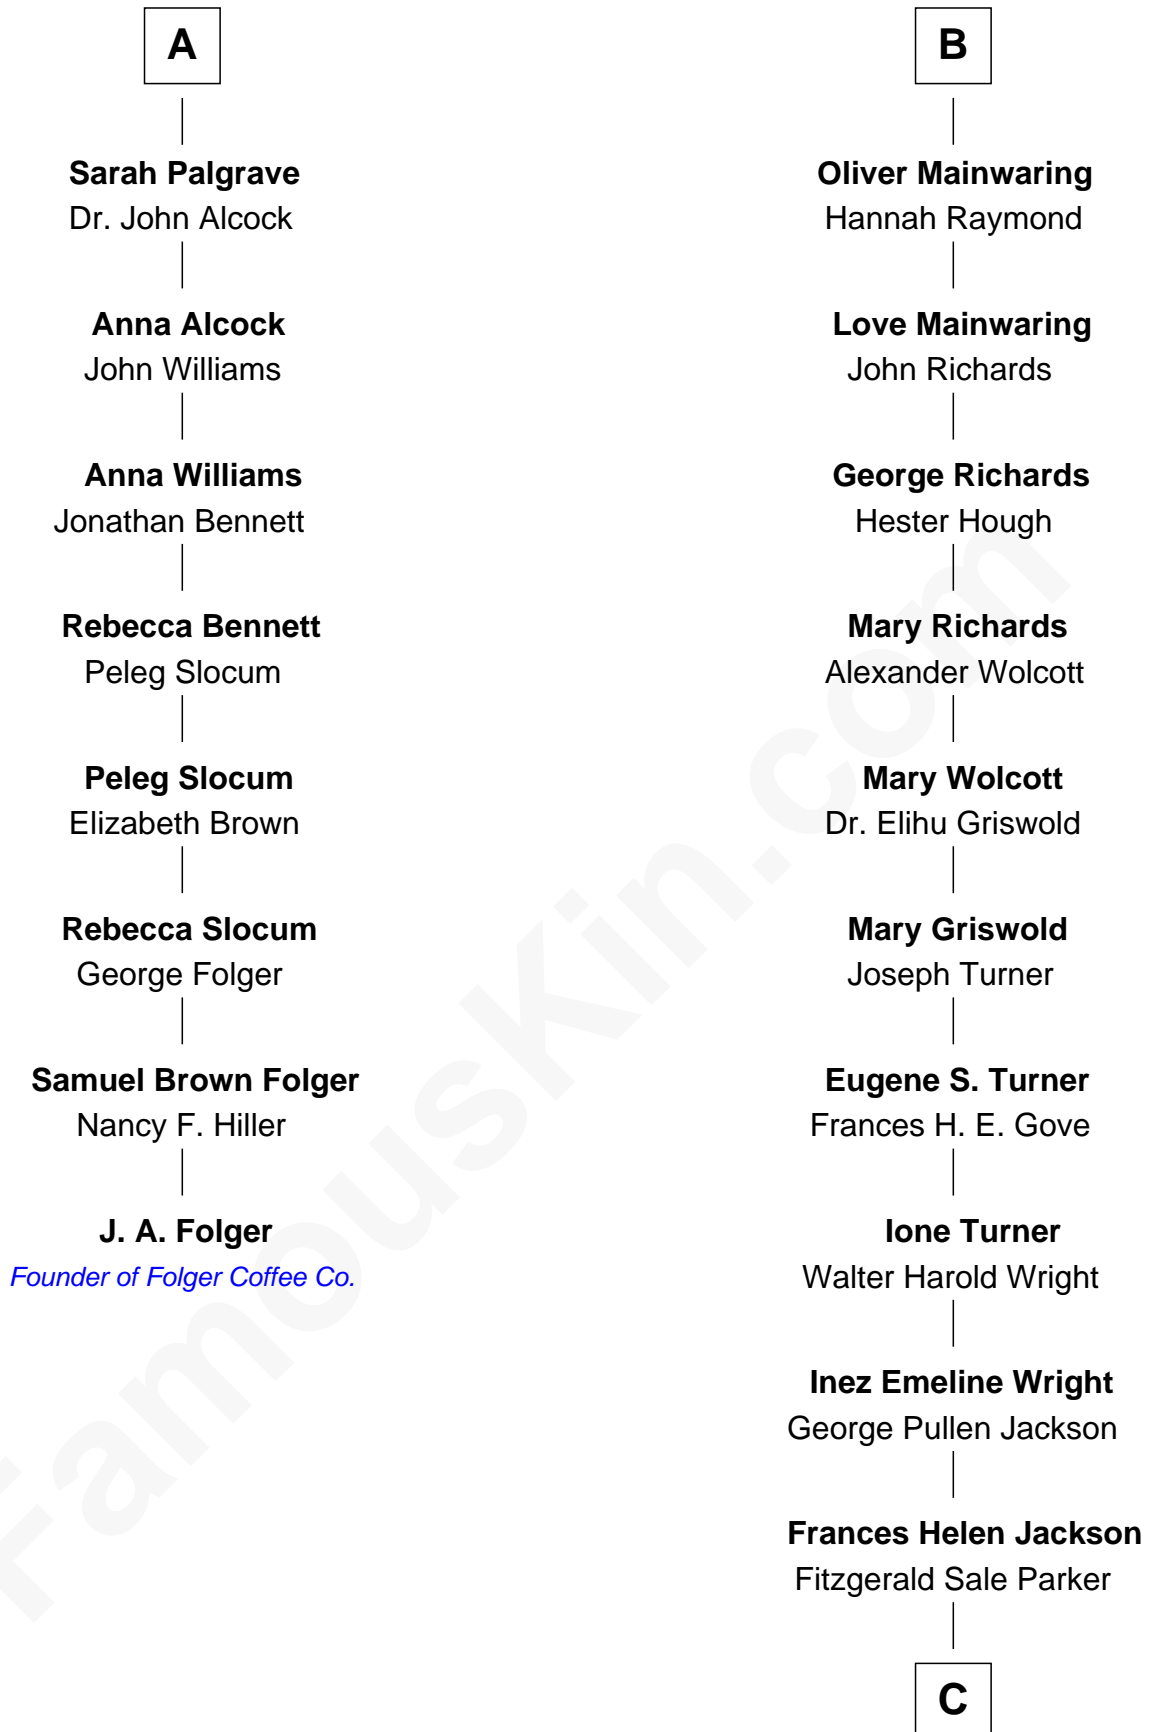 A
Sarah Palgrave
Dr. John Alcock
Anna Alcock
John Williams
Anna Williams
Jonathan Bennett
Rebecca Bennett
Peleg Slocum
Peleg Slocum
Elizabeth Brown
Rebecca Slocum
George Folger
Samuel Brown Folger
Nancy F. Hiller
J. A. Folger
Founder of Folger Coffee Co.
B
Oliver Mainwaring
Hannah Raymond
Love Mainwaring
John Richards
George Richards
Hester Hough
Mary Richards
Alexander Wolcott
Mary Wolcott
Dr. Elihu Griswold
Mary Griswold
Joseph Turner
Eugene S. Turner
Frances H. E. Gove
Ione Turner
Walter Harold Wright
Inez Emeline Wright
George Pullen Jackson
Frances Helen Jackson
Fitzgerald Sale Parker
C
FamousKin.com